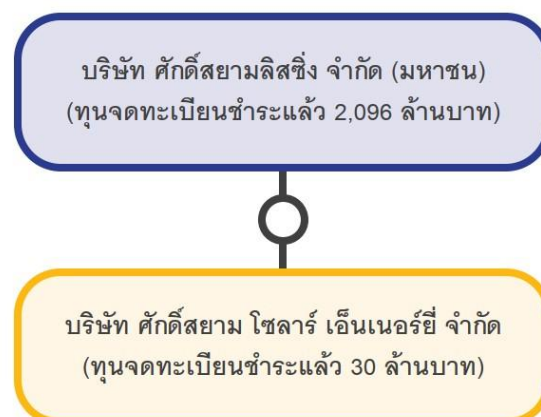 บริษัท ศักดิ์สยามลิสซิ่ง จำกัด (มหาชน)
(ทุนจดทะเบียนชำระแล้ว 2,096 ล้านบาท)
บริษัท ศักดิ์สยาม โซลาร์ เอ็นเนอร์ยี่ จำกัด
(ทุนจดทะเบียนชำระแล้ว 30 ล้านบาท)